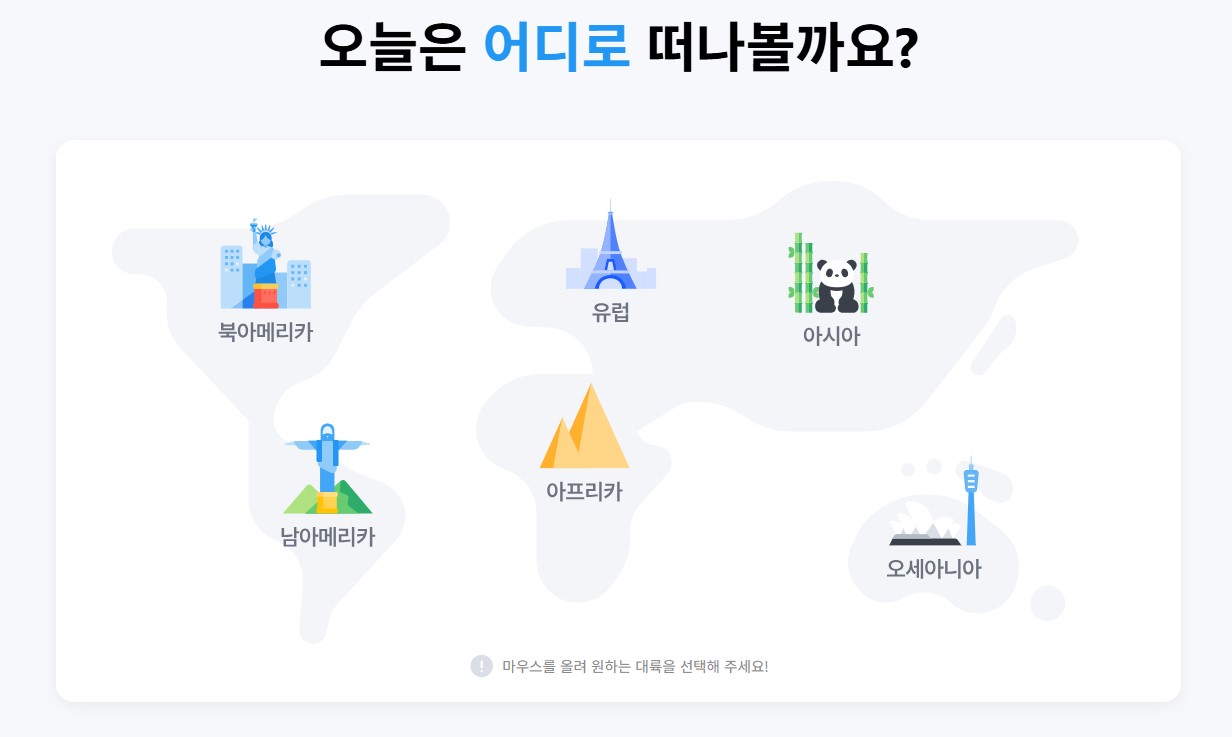 오늘은 어디로 떠나볼까요?
북아메리카
유럽
아시아
아프리카
남아메리카
오세아니아
마우스를 올려 원하는 대륙을 선택해 주세요!